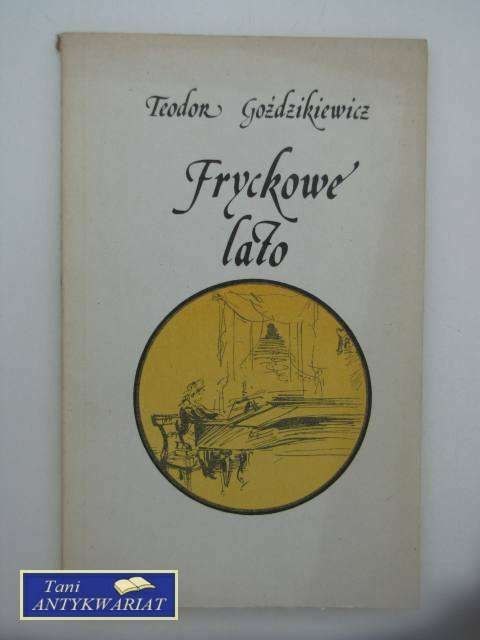 Teodor Goździkiewicz
Fryckowe
lato
Tani
ANTYKWARIAT